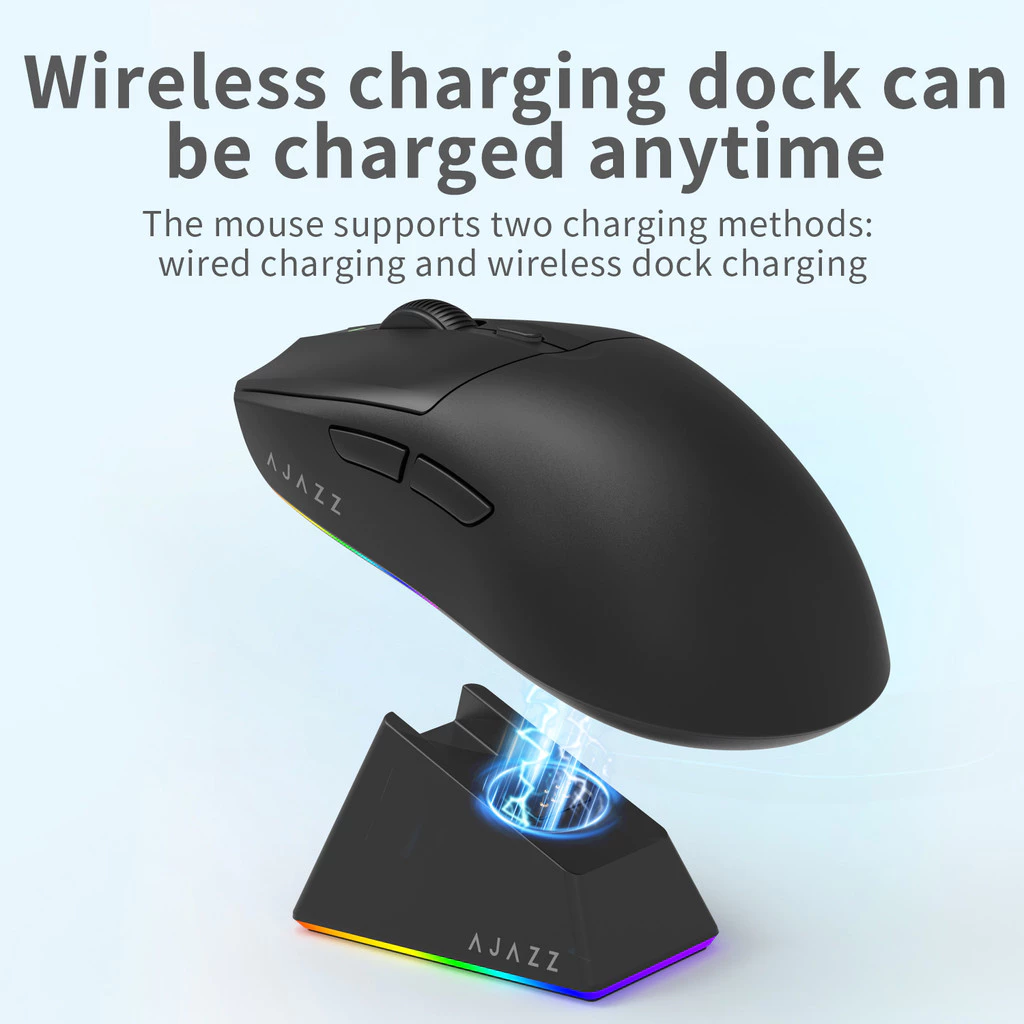 Wireless charging dock can
be charged anytime
The mouse supports two charging methods:
wired charging and wireless dock charging
AJAZZ
AJAZZ